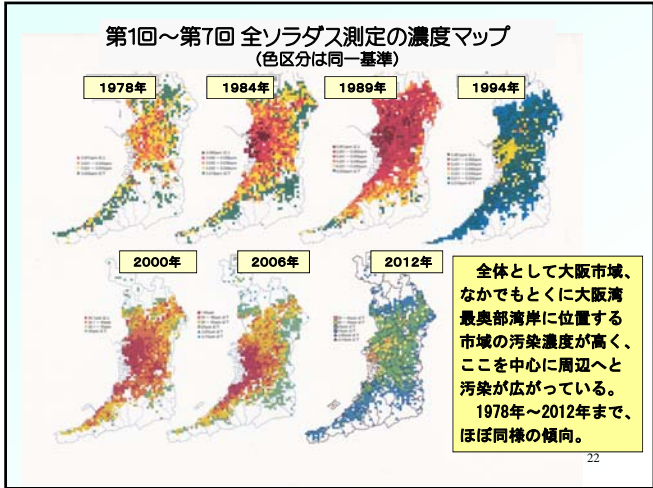 第1回～第7回 全ソラダス測定の濃度マップ
(色区分は同一基準)
1978年
1984年
1989年
1994年
2000年
2006年
2012年
全体として大阪市域、
なかでもとくに大阪湾
最奥部湾岸に位置する
市域の汚染濃度が高く、
ここを中心に周辺へと
汚染が広がっている。
1978年～2012年まで、
ほぼ同様の傾向。
22